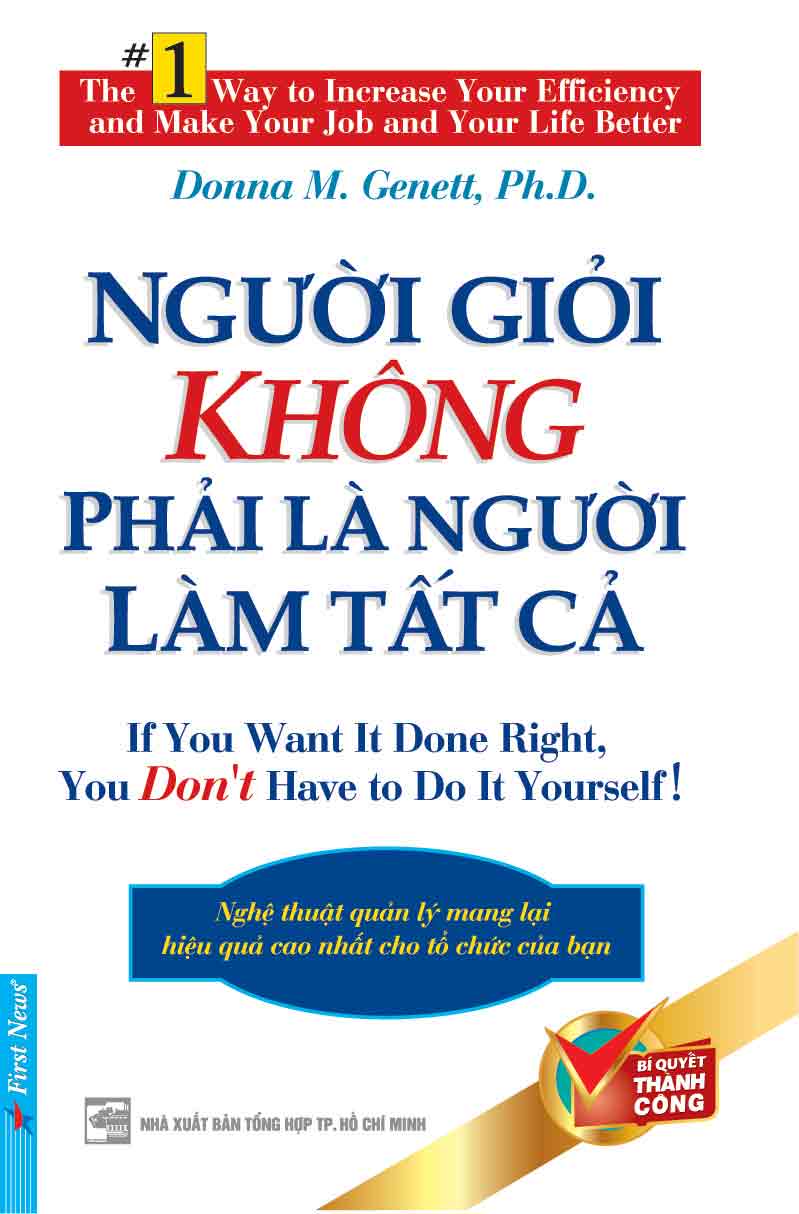 #1
The 1 Way to Increase Your Efficiency
and Make Your Job and Your Life Better
Donna M. Genett, Ph.D.
NGƯỜI GIỎI
KHÔNG
PHẢI LÀ NGƯỜI
LÀM TẤT CẢ
If You Want It Done Right,
You Don't Have to Do It Yourself!
Nghệ thuật quản lý mang lại
hiệu quả cao nhất cho tổ chức của bạn
First News®
BÍ QUYẾT
THÀNH
CÔNG
NHÀ XUẤT BẢN TỔNG HỢP TP. HỒ CHÍ MINH